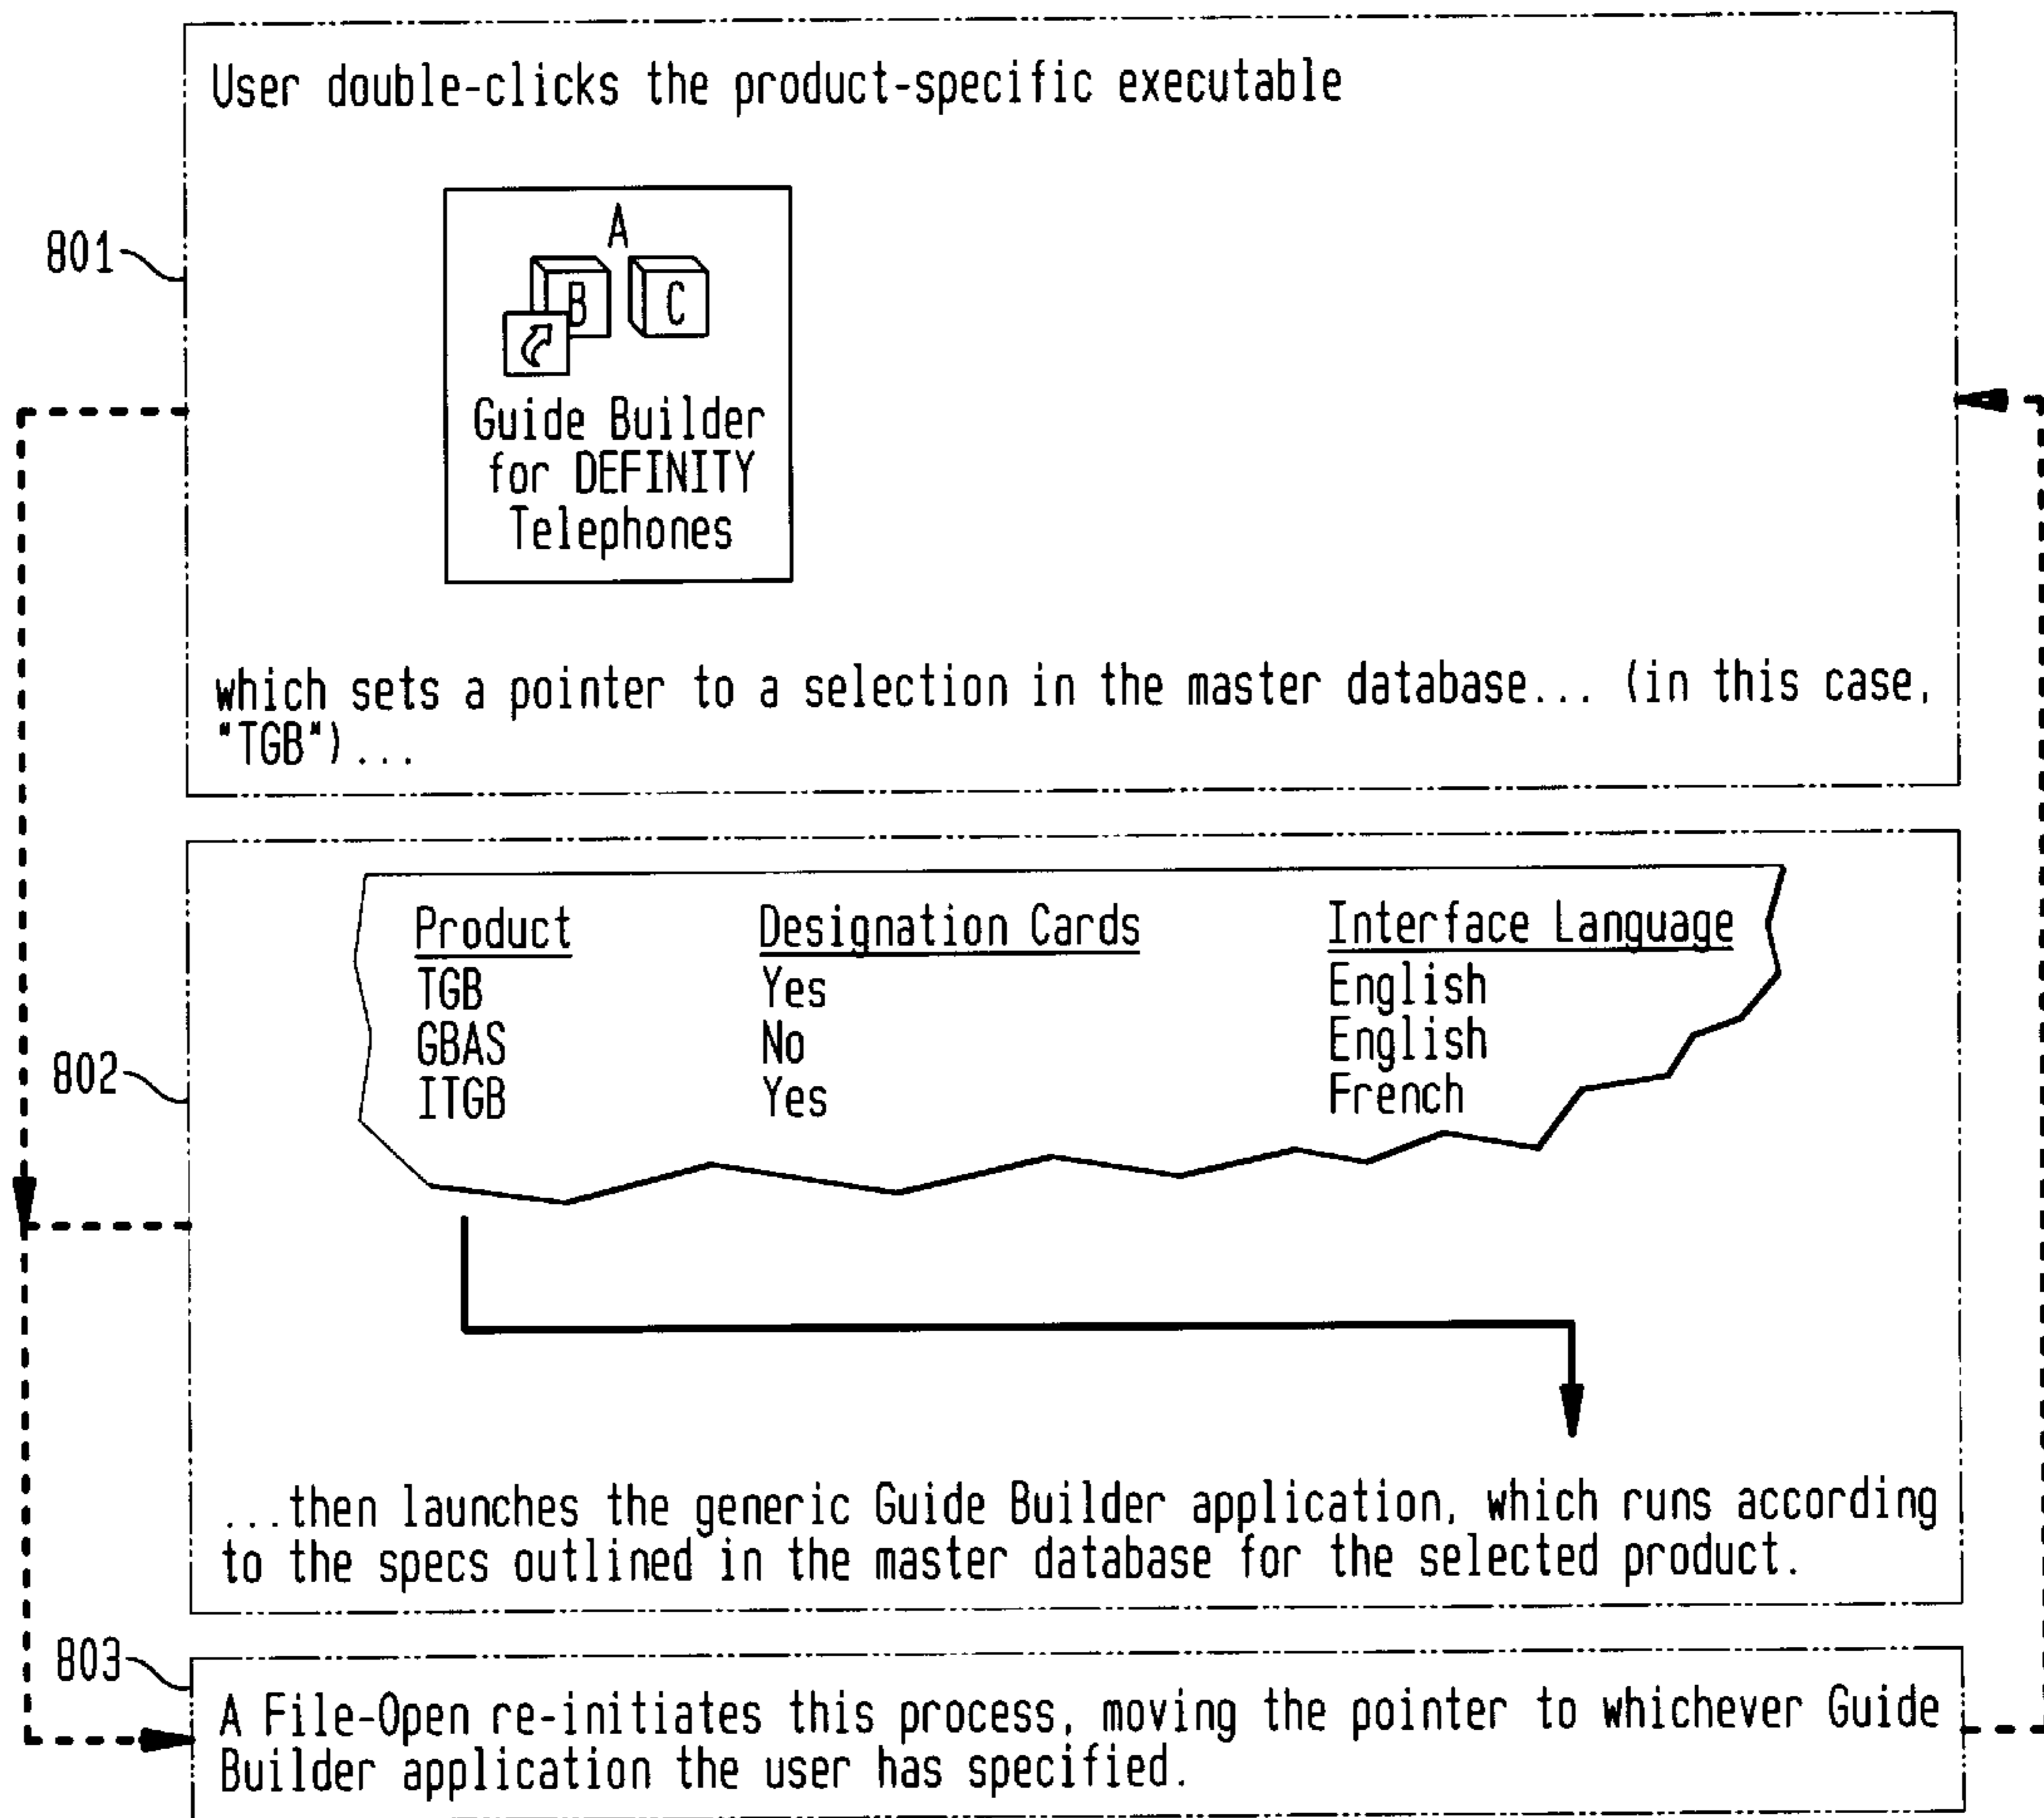 User double-clicks the product-specific executable
801
A
B C
Guide Builder
for DEFINITY
Telephones
which sets a pointer to a selection in the master database... (in this case,
"TGB")...
802
Product Designation Cards Interface Language
TGB Yes English
GBAS No English
ITGB Yes French
...then launches the generic Guide Builder application, which runs according
to the specs outlined in the master database for the selected product.
803
A File-Open re-initiates this process, moving the pointer to whichever Guide
Builder application the user has specified.